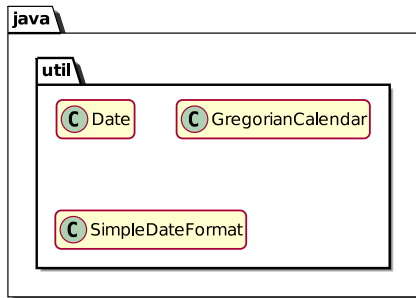 java
util
C Date
C GregorianCalendar
C SimpleDateFormat